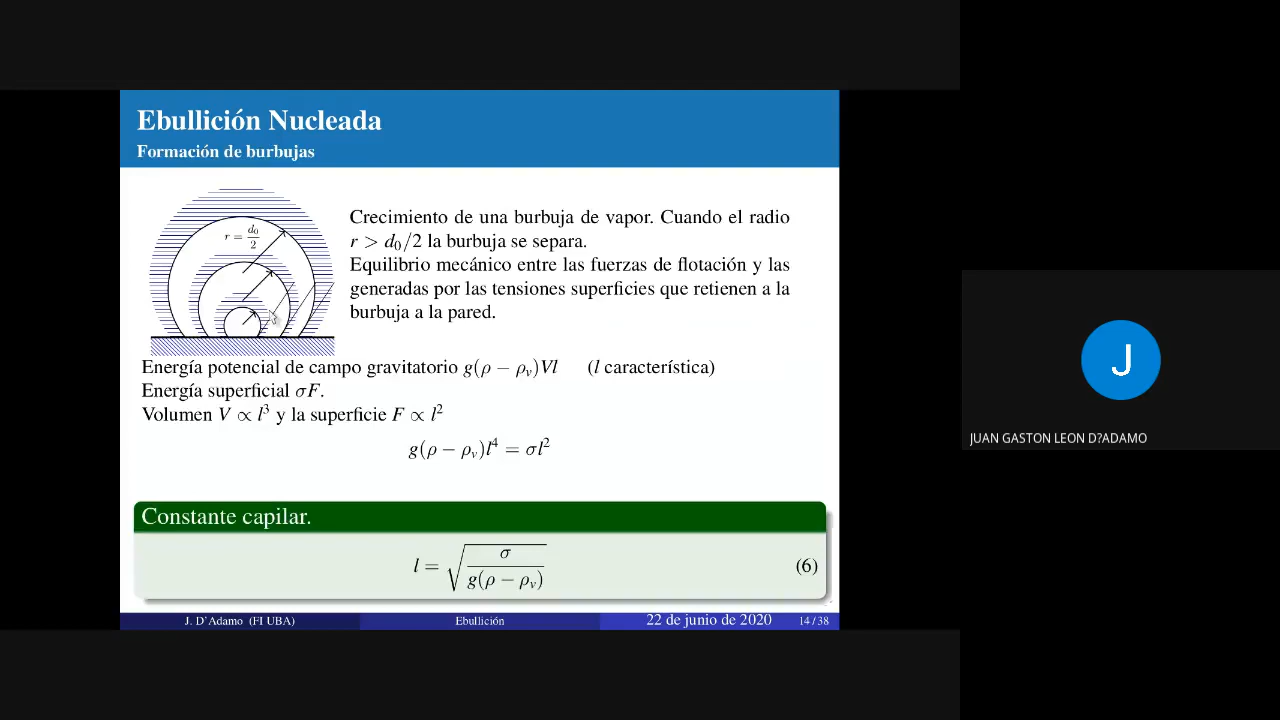 Ebullición Nucleada
Formación de burbujas
r = d₀/2
Crecimiento de una burbuja de vapor. Cuando el radio
r > d₀/2 la burbuja se separa.
Equilibrio mecánico entre las fuerzas de flotación y las
generadas por las tensiones superficies que retienen a la
burbuja a la pared.
Energía potencial de campo gravitatorio g(ρ − ρᵥ)Vl (l característica)
Energía superficial σF.
Volumen V ∝ l³ y la superficie F ∝ l²
g(ρ − ρᵥ)l⁴ = σl²
Constante capilar.
l = √(σ / g(ρ − ρᵥ)) (6)
J. D'Adamo (FI UBA) Ebullición 22 de junio de 2020 14 / 38
J
JUAN GASTON LEON D?ADAMO